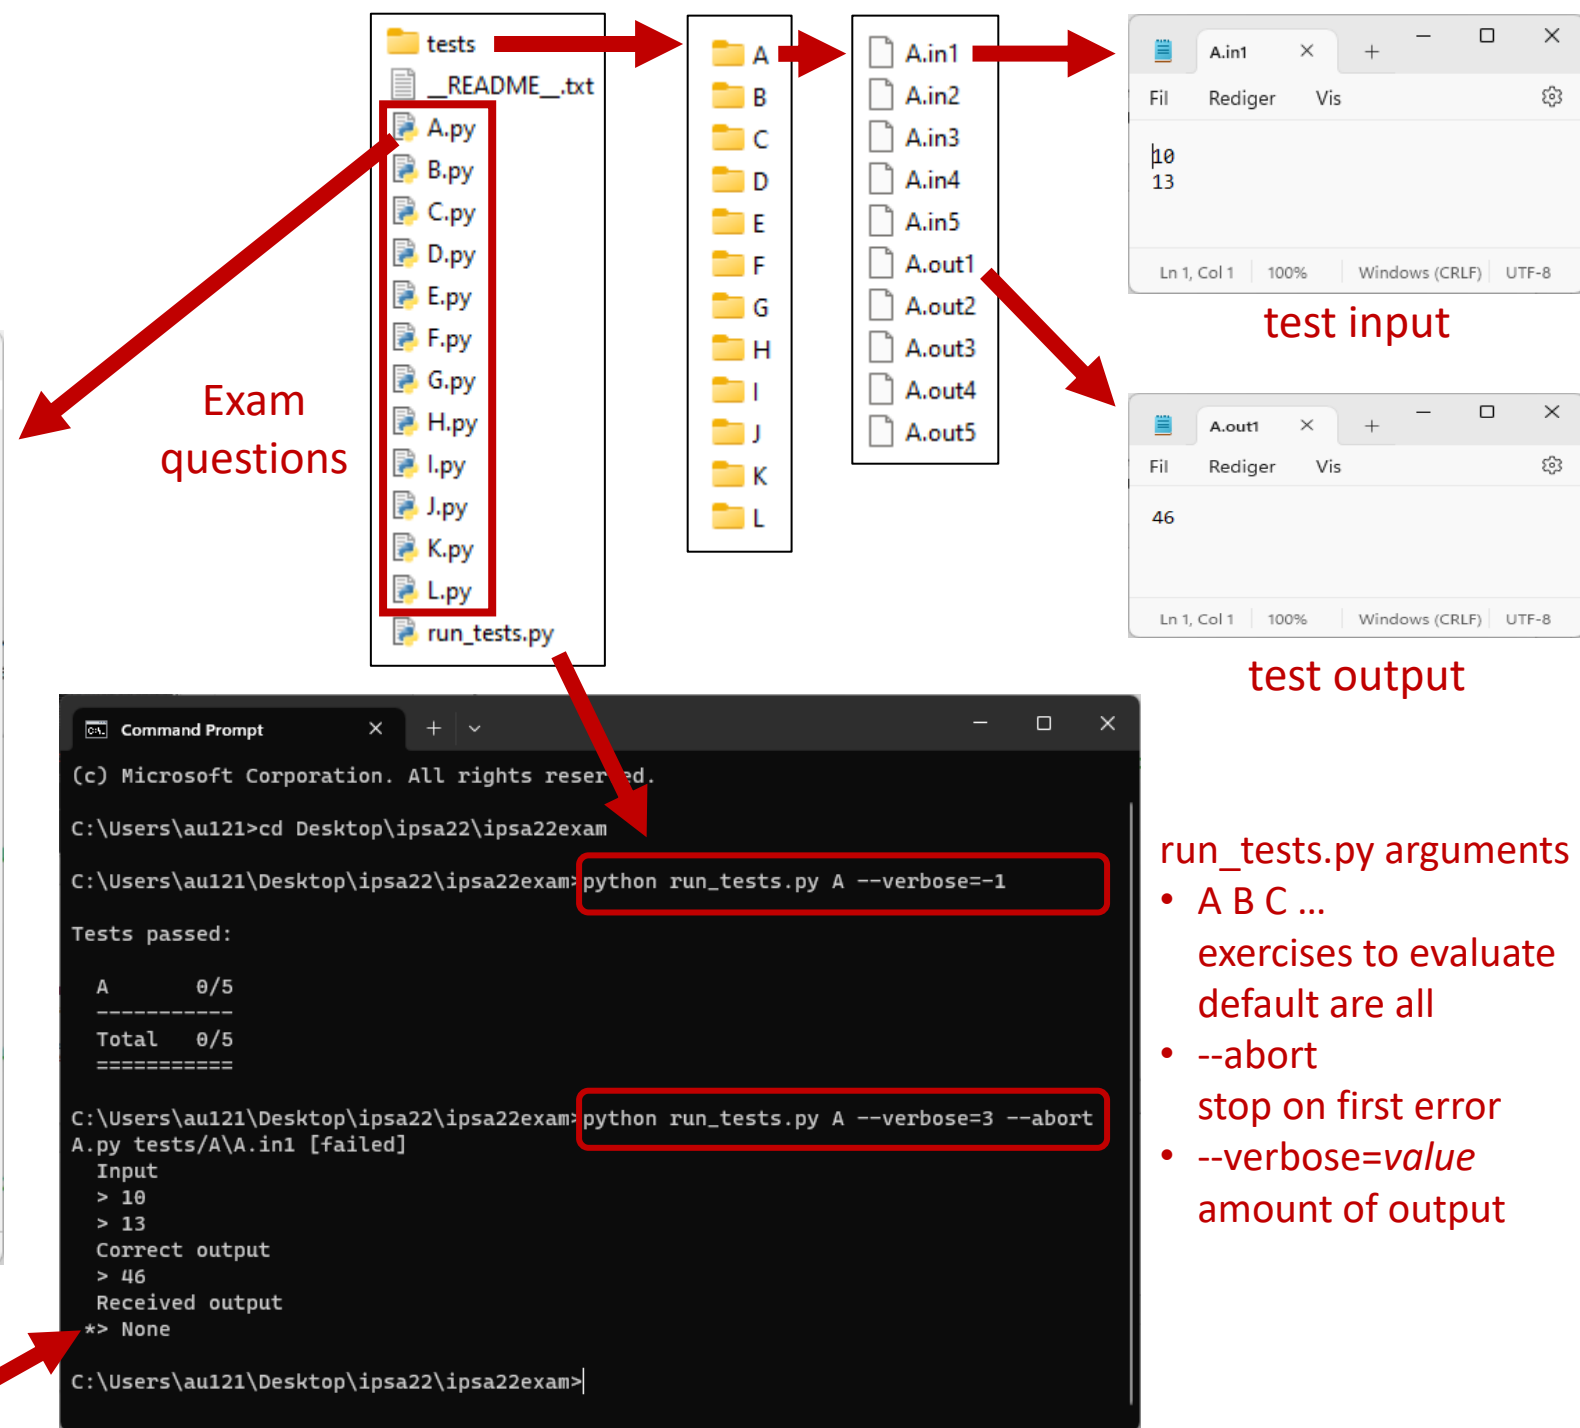 tests
__README__.txt
A.py
B.py
C.py
D.py
E.py
F.py
G.py
H.py
I.py
J.py
K.py
L.py
run_tests.py
Exam
questions
A
B
C
D
E
F
G
H
I
J
K
L
A.in1
A.in2
A.in3
A.in4
A.in5
A.out1
A.out2
A.out3
A.out4
A.out5
A.in1
Fil Rediger Vis
10
13
Ln 1, Col 1 100% Windows (CRLF) UTF-8
test input
A.out1
Fil Rediger Vis
46
Ln 1, Col 1 100% Windows (CRLF) UTF-8
test output
Command Prompt
(c) Microsoft Corporation. All rights reserved.
C:\Users\au121>cd Desktop\ipsa22\ipsa22exam
C:\Users\au121\Desktop\ipsa22\ipsa22exam>python run_tests.py A --verbose=-1
Tests passed:
A 0/5
-----------
Total 0/5
===========
C:\Users\au121\Desktop\ipsa22\ipsa22exam>python run_tests.py A --verbose=3 --abort
A.py tests/A\A.in1 [failed]
Input
> 10
> 13
Correct output
> 46
Received output
*> None
C:\Users\au121\Desktop\ipsa22\ipsa22exam>
run_tests.py arguments
• A B C …
exercises to evaluate
default are all
• --abort
stop on first error
• --verbose=value
amount of output